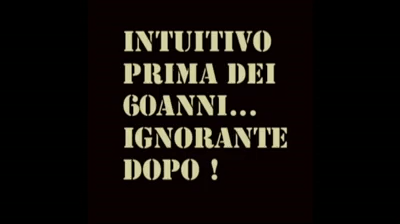 INTUITIVO
PRIMA DEI
60ANNI...
IGNORANTE
DOPO !